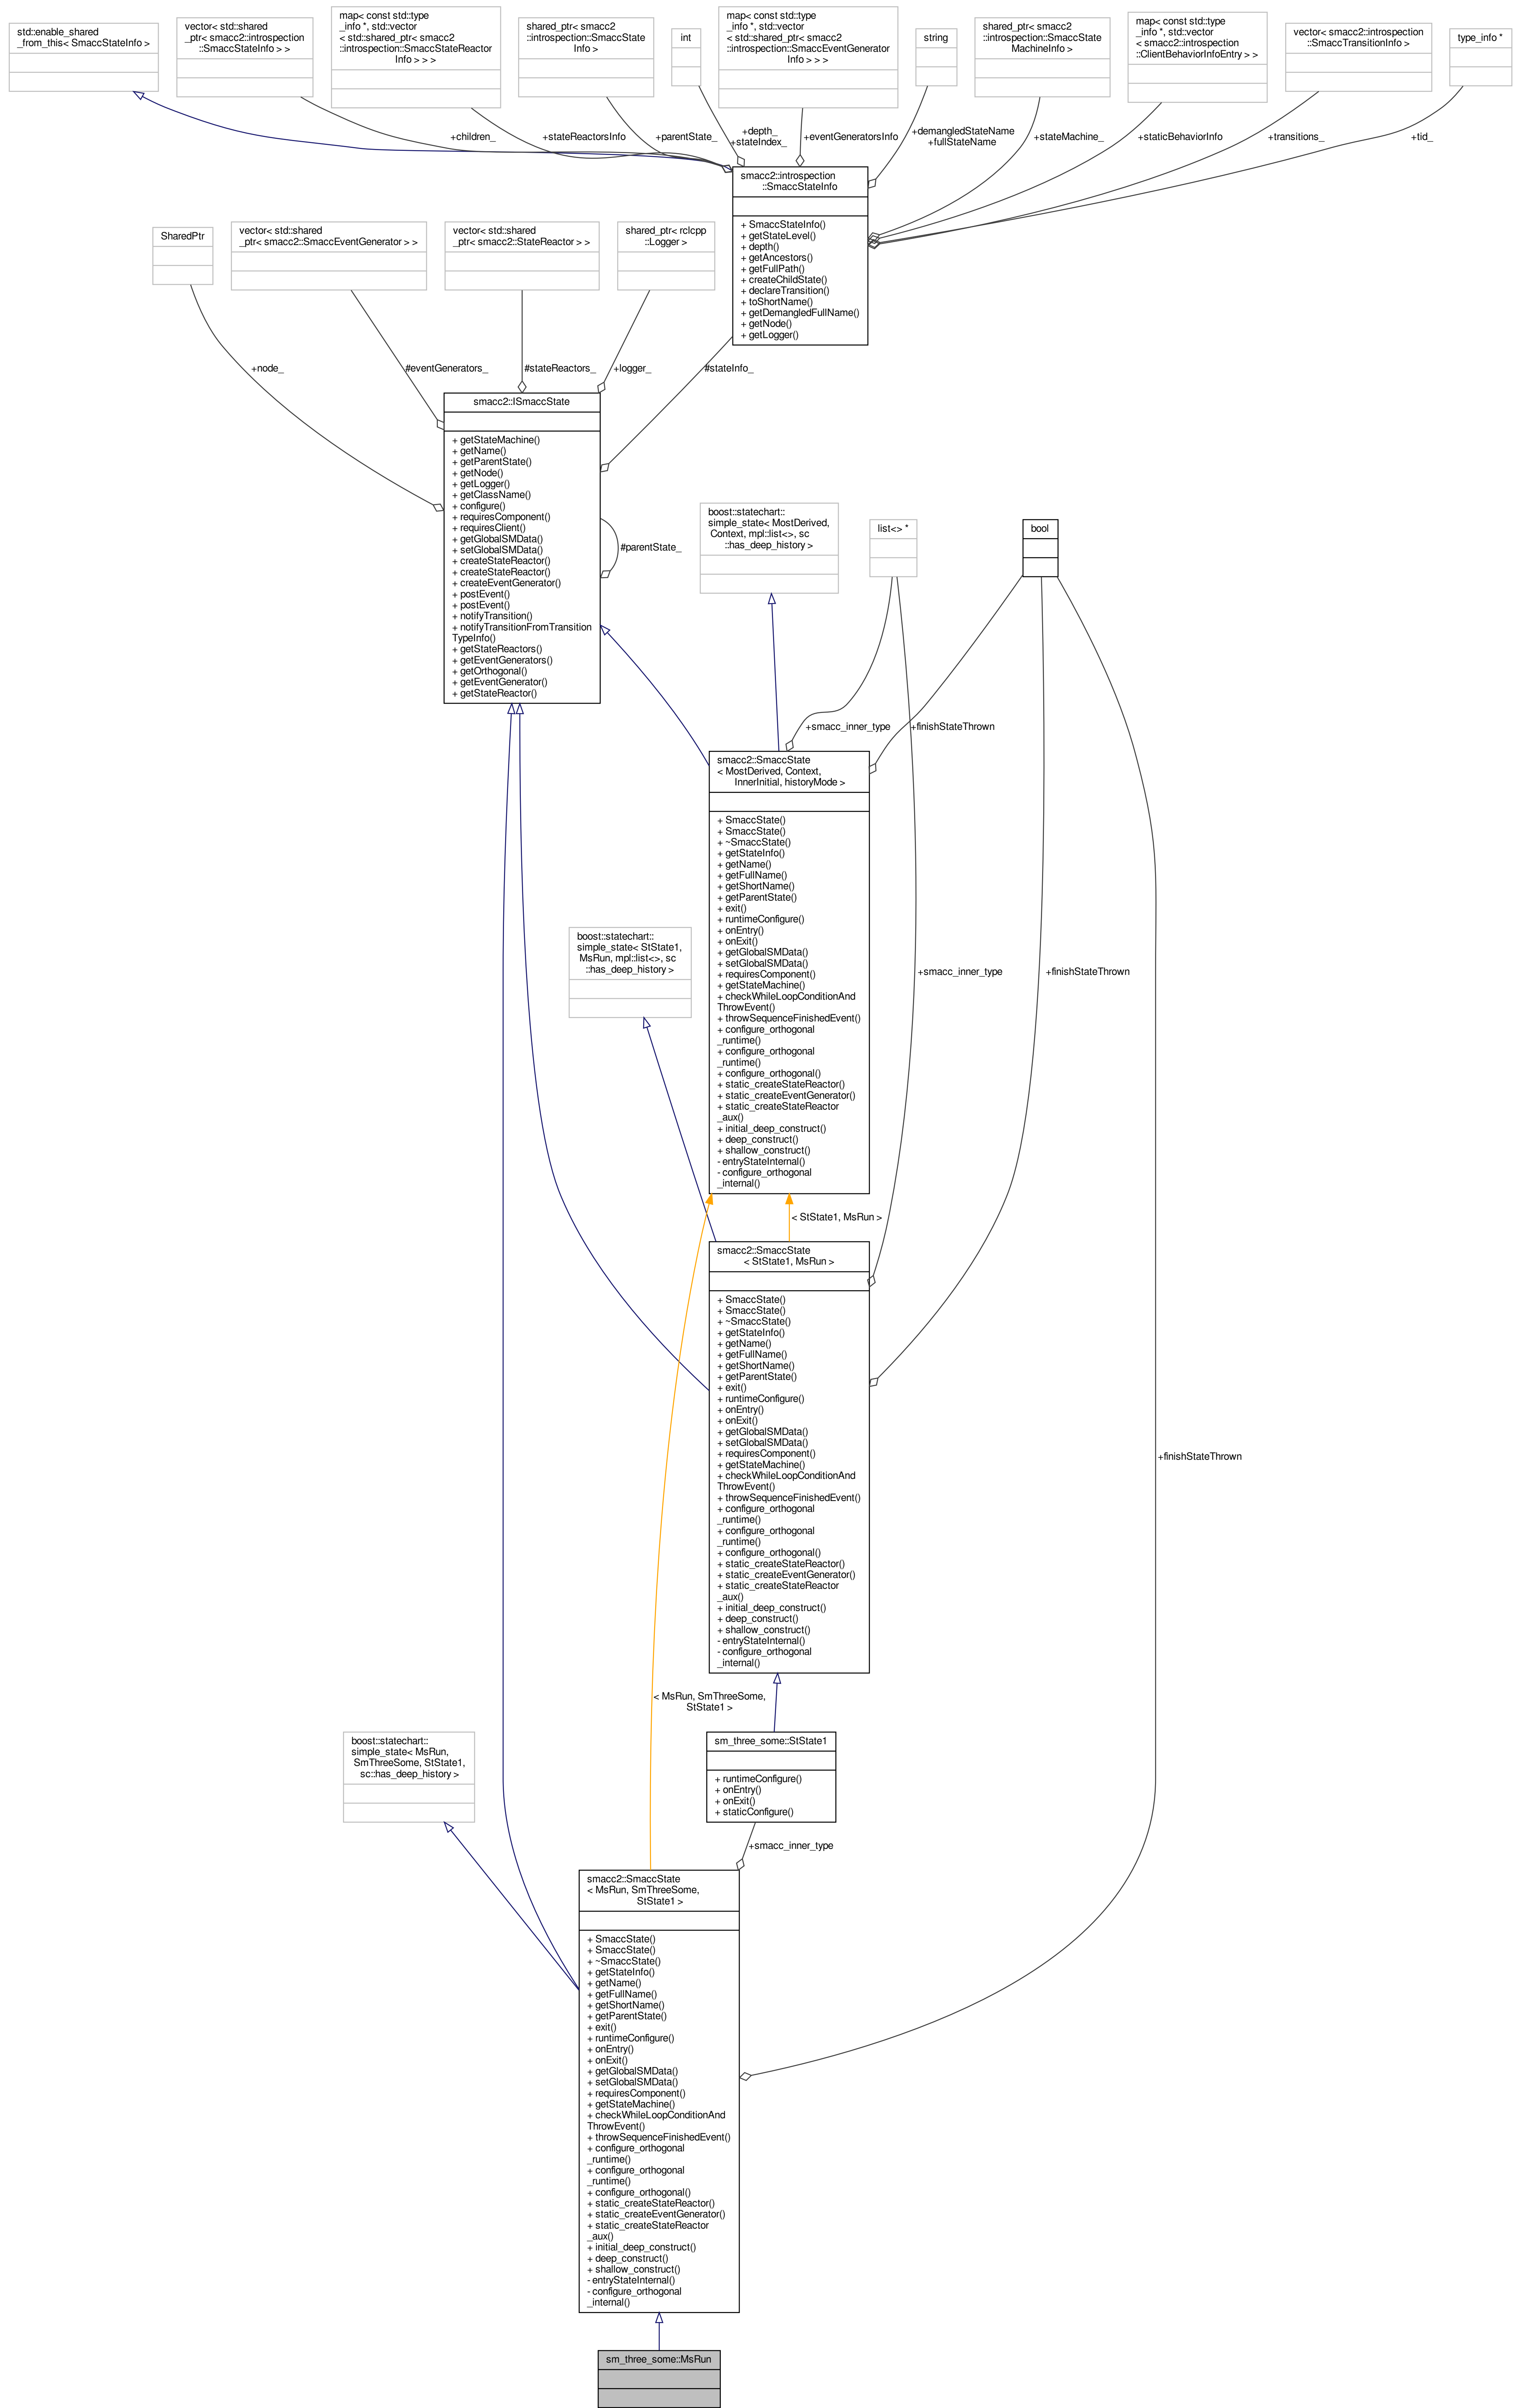 std::enable_shared
_from_this< SmaccStateInfo >
vector< std::shared
_ptr< smacc2::introspection
::SmaccStateInfo > >
map< const std::type
_info *, std::vector
< std::shared_ptr< smacc2
::introspection::SmaccStateReactor
Info > > >
shared_ptr< smacc2
::introspection::SmaccState
Info >
int
map< const std::type
_info *, std::vector
< std::shared_ptr< smacc2
::introspection::SmaccEventGenerator
Info > > >
string
shared_ptr< smacc2
::introspection::SmaccState
MachineInfo >
map< const std::type
_info *, std::vector
< smacc2::introspection
::ClientBehaviorInfoEntry > >
vector< smacc2::introspection
::SmaccTransitionInfo >
type_info *
+children_
+stateReactorsInfo
+parentState_
+depth_
+stateIndex_
+eventGeneratorsInfo
+demangledStateName
+fullStateName
+stateMachine_
+staticBehaviorInfo
+transitions_
+tid_
smacc2::introspection
::SmaccStateInfo
+ SmaccStateInfo()
+ getStateLevel()
+ depth()
+ getAncestors()
+ getFullPath()
+ createChildState()
+ declareTransition()
+ toShortName()
+ getDemangledFullName()
+ getNode()
+ getLogger()
SharedPtr
vector< std::shared
_ptr< smacc2::SmaccEventGenerator > >
vector< std::shared
_ptr< smacc2::StateReactor > >
shared_ptr< rclcpp
::Logger >
+node_
#eventGenerators_
#stateReactors_
+logger_
#stateInfo_
smacc2::ISmaccState
+ getStateMachine()
+ getName()
+ getParentState()
+ getNode()
+ getLogger()
+ getClassName()
+ configure()
+ requiresComponent()
+ requiresClient()
+ getGlobalSMData()
+ setGlobalSMData()
+ createStateReactor()
+ createStateReactor()
+ createEventGenerator()
+ postEvent()
+ postEvent()
+ notifyTransition()
+ notifyTransitionFromTransition
TypeInfo()
+ getStateReactors()
+ getEventGenerators()
+ getOrthogonal()
+ getEventGenerator()
+ getStateReactor()
#parentState_
boost::statechart::
simple_state< MostDerived,
Context, mpl::list<>, sc
::has_deep_history >
list<> *
bool
+smacc_inner_type
+finishStateThrown
smacc2::SmaccState
< MostDerived, Context,
InnerInitial, historyMode >
+ SmaccState()
+ SmaccState()
+ ~SmaccState()
+ getStateInfo()
+ getName()
+ getFullName()
+ getShortName()
+ getParentState()
+ exit()
+ runtimeConfigure()
+ onEntry()
+ onExit()
+ getGlobalSMData()
+ setGlobalSMData()
+ requiresComponent()
+ getStateMachine()
+ checkWhileLoopConditionAnd
ThrowEvent()
+ throwSequenceFinishedEvent()
+ configure_orthogonal
_runtime()
+ configure_orthogonal
_runtime()
+ configure_orthogonal()
+ static_createStateReactor()
+ static_createEventGenerator()
+ static_createStateReactor
_aux()
+ initial_deep_construct()
+ deep_construct()
+ shallow_construct()
- entryStateInternal()
- configure_orthogonal
_internal()
boost::statechart::
simple_state< StState1,
MsRun, mpl::list<>, sc
::has_deep_history >
+smacc_inner_type
+finishStateThrown
< StState1, MsRun >
smacc2::SmaccState
< StState1, MsRun >
+ SmaccState()
+ SmaccState()
+ ~SmaccState()
+ getStateInfo()
+ getName()
+ getFullName()
+ getShortName()
+ getParentState()
+ exit()
+ runtimeConfigure()
+ onEntry()
+ onExit()
+ getGlobalSMData()
+ setGlobalSMData()
+ requiresComponent()
+ getStateMachine()
+ checkWhileLoopConditionAnd
ThrowEvent()
+ throwSequenceFinishedEvent()
+ configure_orthogonal
_runtime()
+ configure_orthogonal
_runtime()
+ configure_orthogonal()
+ static_createStateReactor()
+ static_createEventGenerator()
+ static_createStateReactor
_aux()
+ initial_deep_construct()
+ deep_construct()
+ shallow_construct()
- entryStateInternal()
- configure_orthogonal
_internal()
+finishStateThrown
< MsRun, SmThreeSome,
StState1 >
boost::statechart::
simple_state< MsRun,
SmThreeSome, StState1,
sc::has_deep_history >
sm_three_some::StState1
+ runtimeConfigure()
+ onEntry()
+ onExit()
+ staticConfigure()
+smacc_inner_type
smacc2::SmaccState
< MsRun, SmThreeSome,
StState1 >
+ SmaccState()
+ SmaccState()
+ ~SmaccState()
+ getStateInfo()
+ getName()
+ getFullName()
+ getShortName()
+ getParentState()
+ exit()
+ runtimeConfigure()
+ onEntry()
+ onExit()
+ getGlobalSMData()
+ setGlobalSMData()
+ requiresComponent()
+ getStateMachine()
+ checkWhileLoopConditionAnd
ThrowEvent()
+ throwSequenceFinishedEvent()
+ configure_orthogonal
_runtime()
+ configure_orthogonal
_runtime()
+ configure_orthogonal()
+ static_createStateReactor()
+ static_createEventGenerator()
+ static_createStateReactor
_aux()
+ initial_deep_construct()
+ deep_construct()
+ shallow_construct()
- entryStateInternal()
- configure_orthogonal
_internal()
sm_three_some::MsRun